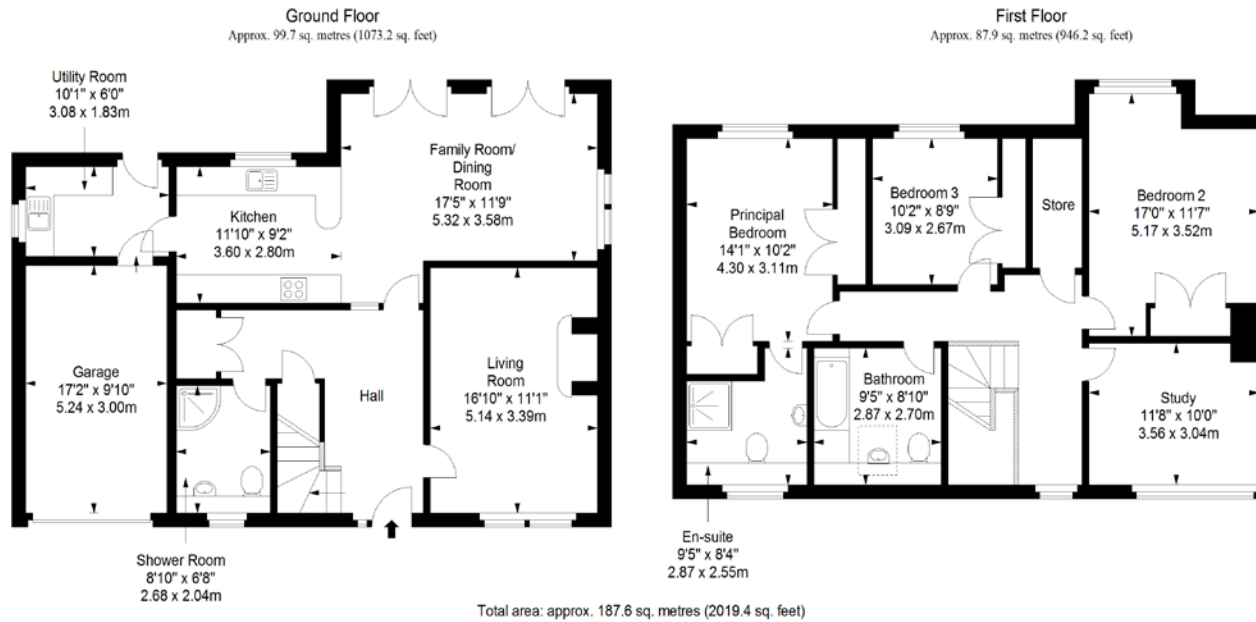 Ground Floor
Approx. 99.7 sq. metres (1073.2 sq. feet)
Utility Room
10'1" x 6'0"
3.08 x 1.83m
Family Room/
Dining
Room
17'5" x 11'9"
5.32 x 3.58m
Kitchen
11'10" x 9'2"
3.60 x 2.80m
Garage
17'2" x 9'10"
5.24 x 3.00m
Hall
Living
Room
16'10" x 11'1"
5.14 x 3.39m
Shower Room
8'10" x 6'8"
2.68 x 2.04m
First Floor
Approx. 87.9 sq. metres (946.2 sq. feet)
Principal
Bedroom
14'1" x 10'2"
4.30 x 3.11m
Bedroom 3
10'2" x 8'9"
3.09 x 2.67m
Store
Bedroom 2
17'0" x 11'7"
5.17 x 3.52m
Bathroom
9'5" x 8'10"
2.87 x 2.70m
Study
11'8" x 10'0"
3.56 x 3.04m
En-suite
9'5" x 8'4"
2.87 x 2.55m
Total area: approx. 187.6 sq. metres (2019.4 sq. feet)